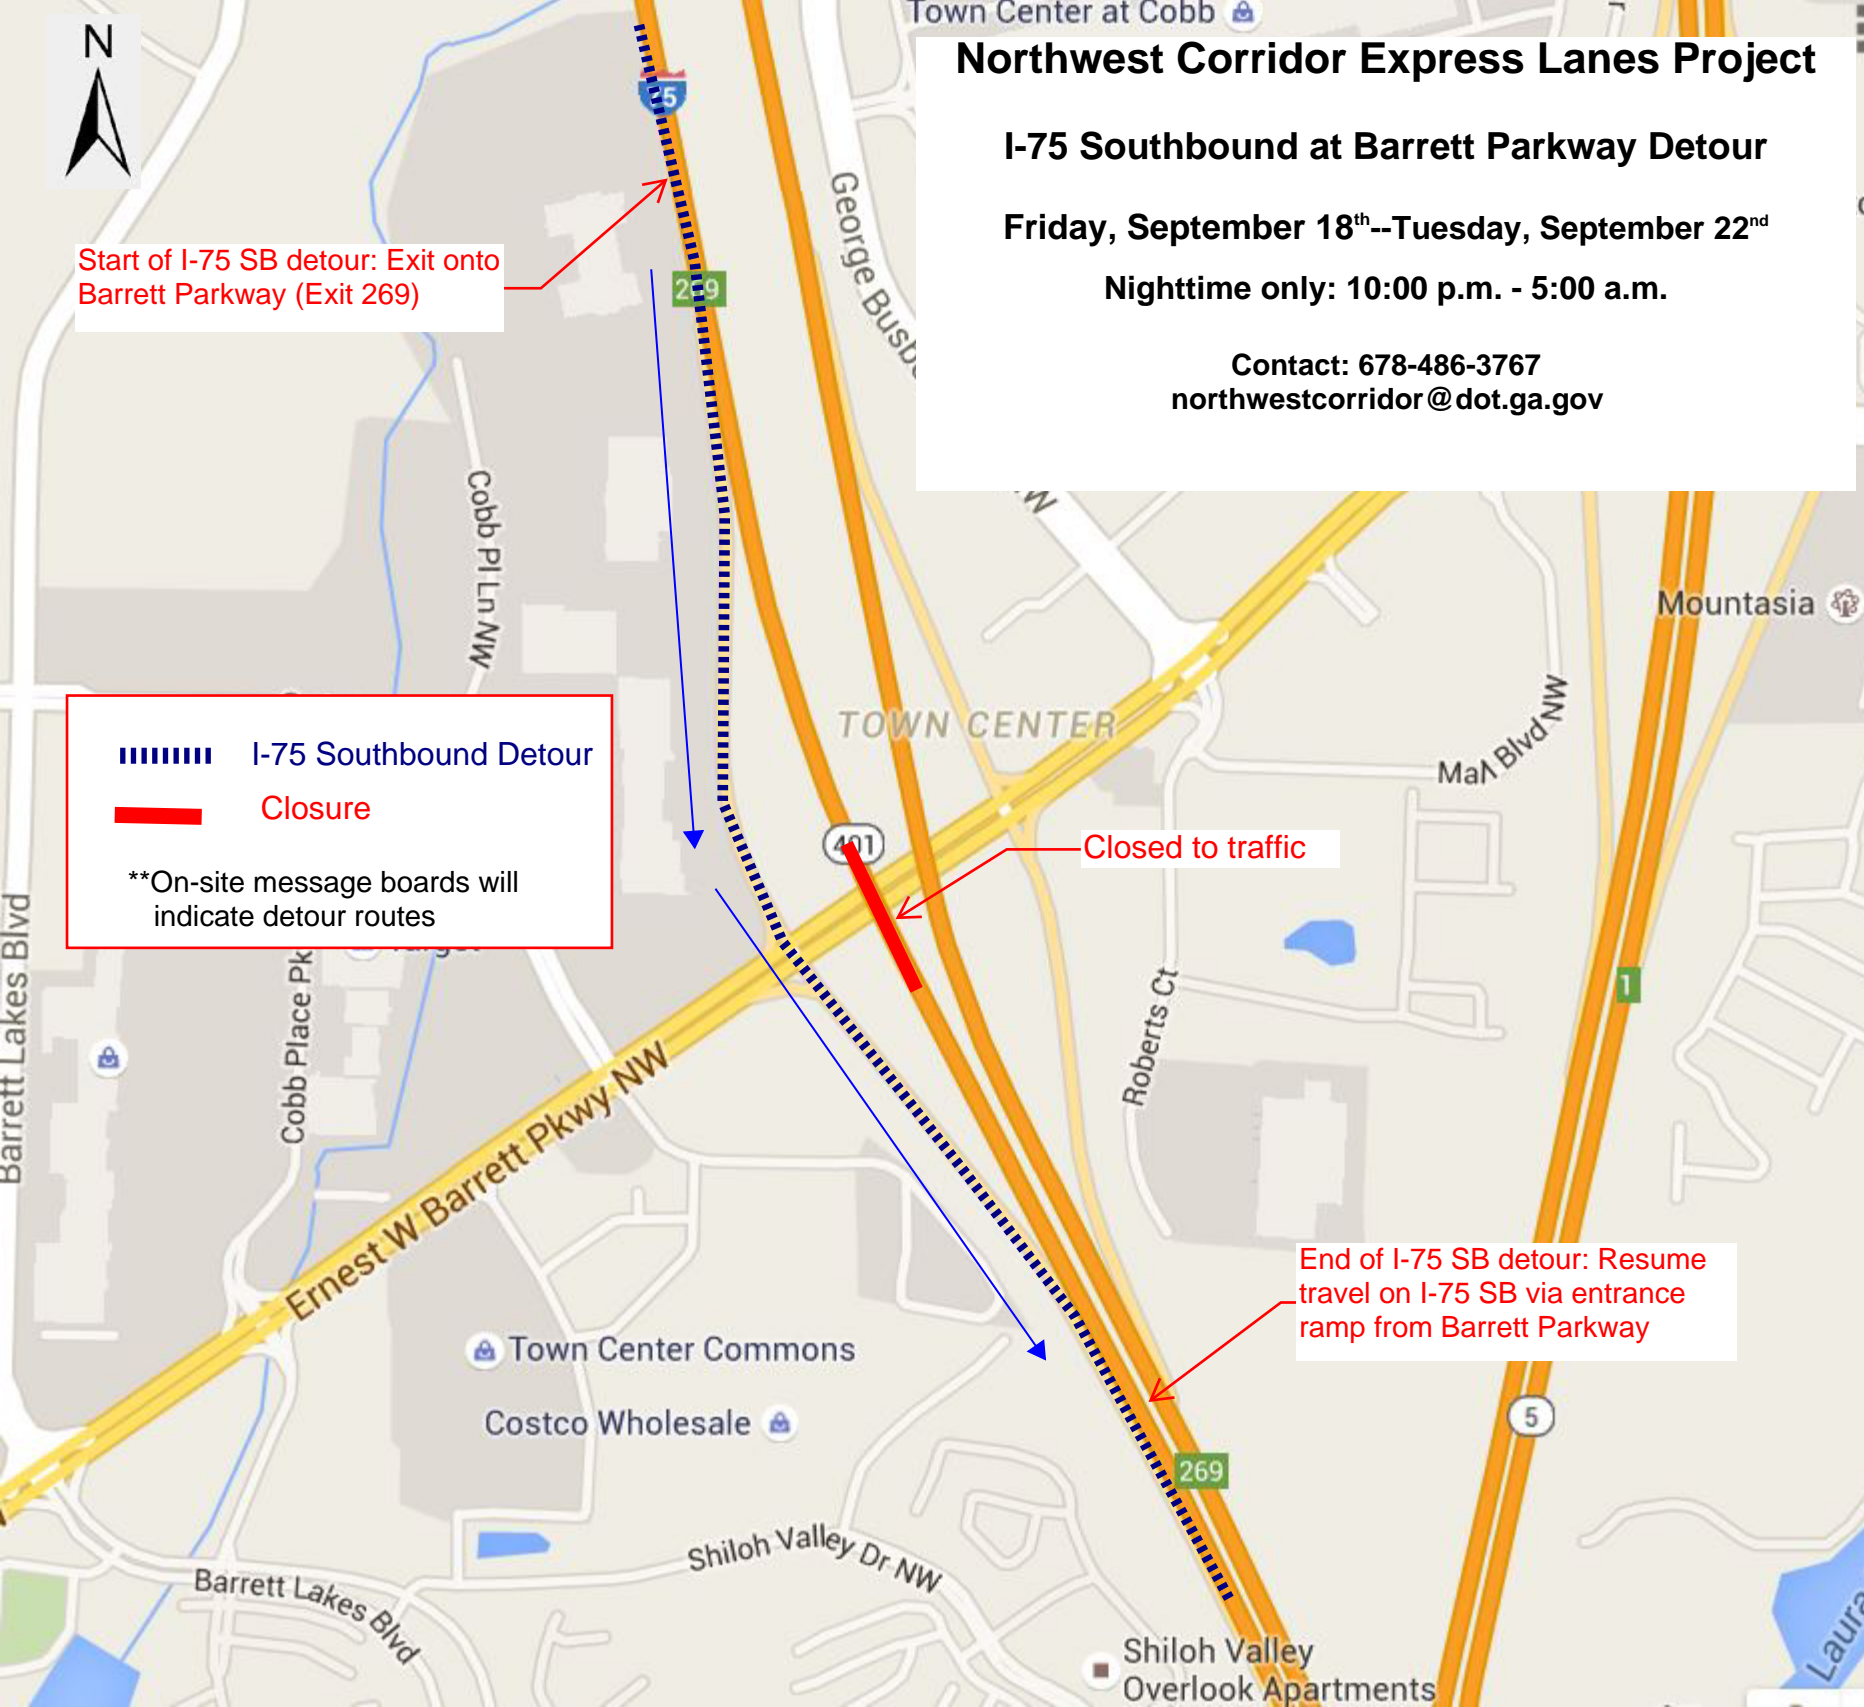 Town Center at Cobb
Northwest Corridor Express Lanes Project
I-75 Southbound at Barrett Parkway Detour
Friday, September 18th--Tuesday, September 22nd
Nighttime only: 10:00 p.m. - 5:00 a.m.
Contact: 678-486-3767
northwestcorridor@dot.ga.gov
N
75
George
Start of I-75 SB detour: Exit onto
Barrett Parkway (Exit 269)
269
Cobb Pl Ln NW
W
Mountasia
TOWN CENTER
Mall Blvd NW
I-75 Southbound Detour
Closure
**On-site message boards will
indicate detour routes
401
Closed to traffic
Barrett Lakes Blvd
Cobb Place Pk
Roberts Ct
1
Ernest W Barrett Pkwy NW
End of I-75 SB detour: Resume
travel on I-75 SB via entrance
ramp from Barrett Parkway
Town Center Commons
Costco Wholesale
5
269
Shiloh Valley Dr NW
Barrett Lakes Blvd
Shiloh Valley
Overlook Apartments
Laura